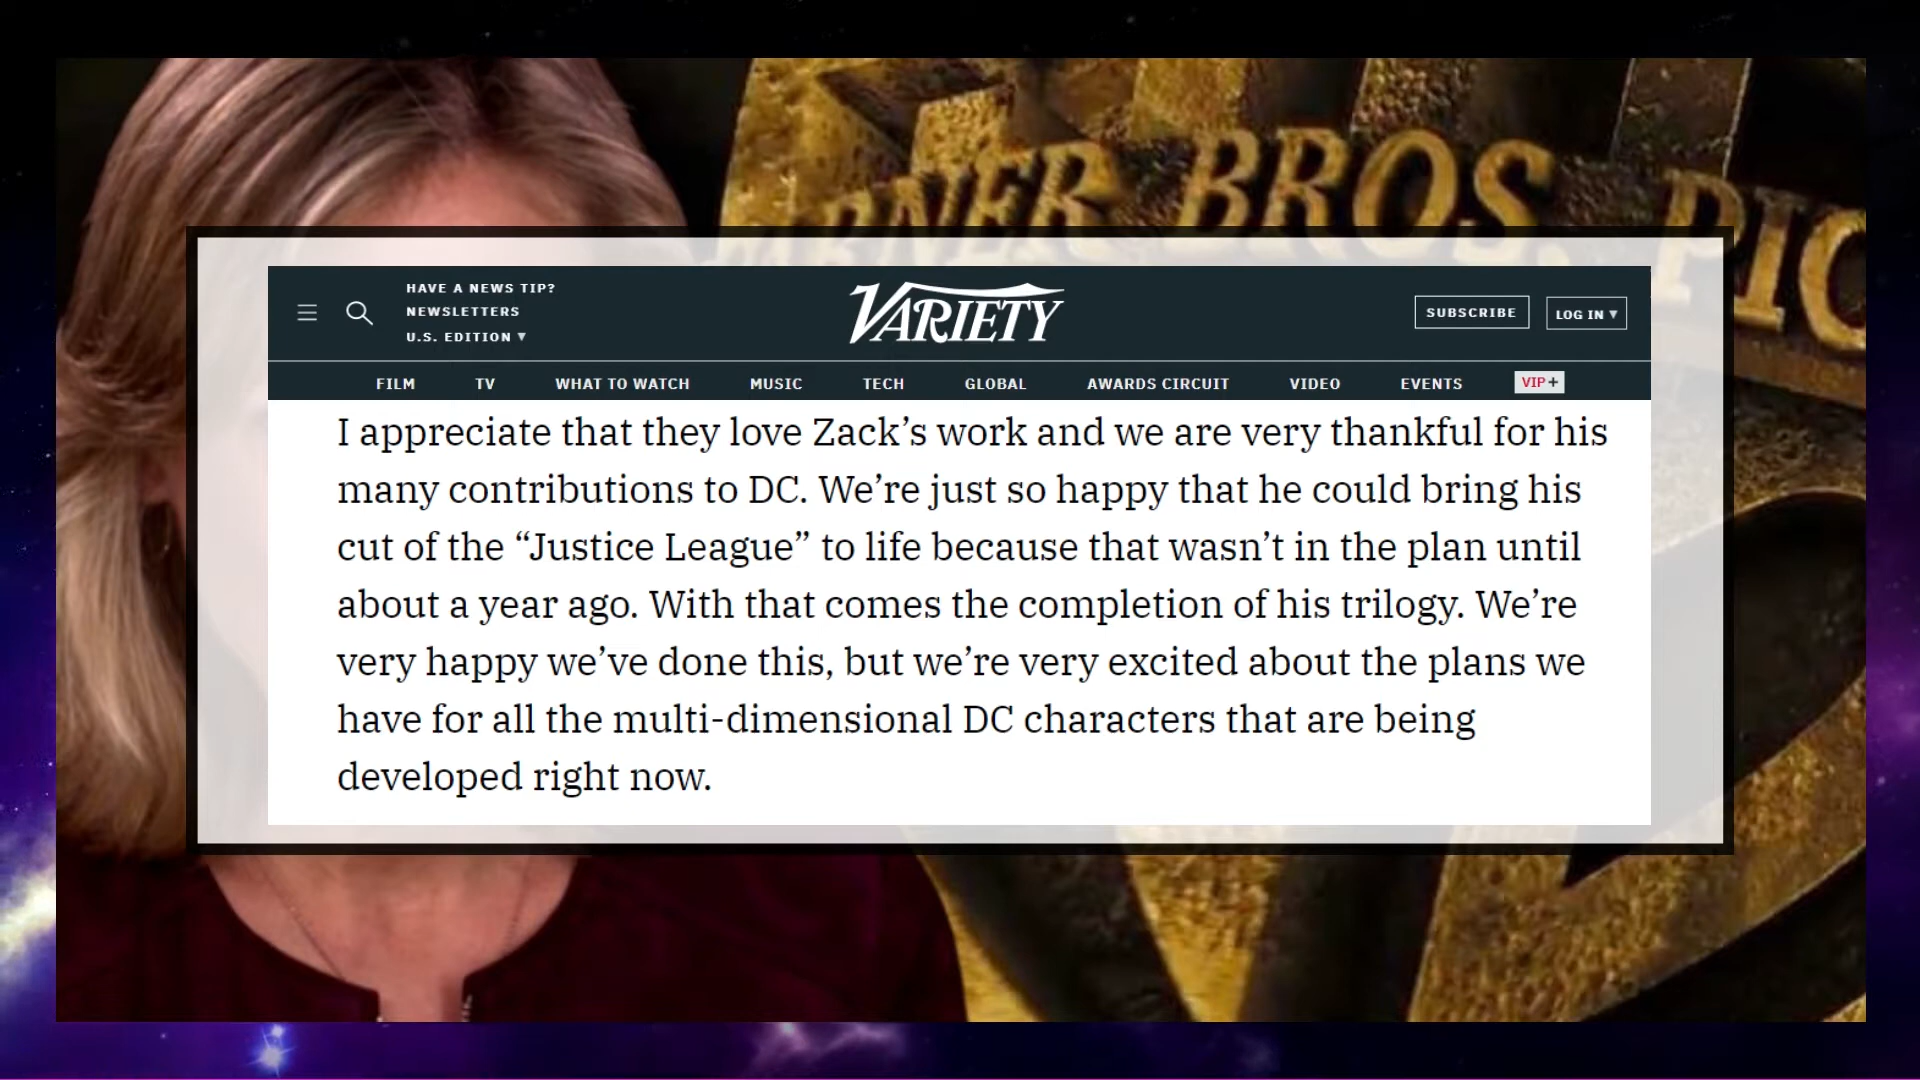 BROS. PIC
HAVE A NEWS TIP?
NEWSLETTERS
U.S. EDITION
VARIETY
SUBSCRIBE
LOG IN
FILM TV WHAT TO WATCH MUSIC TECH GLOBAL AWARDS CIRCUIT VIDEO EVENTS VIP+
I appreciate that they love Zack’s work and we are very thankful for his
many contributions to DC. We’re just so happy that he could bring his
cut of the “Justice League” to life because that wasn’t in the plan until
about a year ago. With that comes the completion of his trilogy. We’re
very happy we’ve done this, but we’re very excited about the plans we
have for all the multi-dimensional DC characters that are being
developed right now.